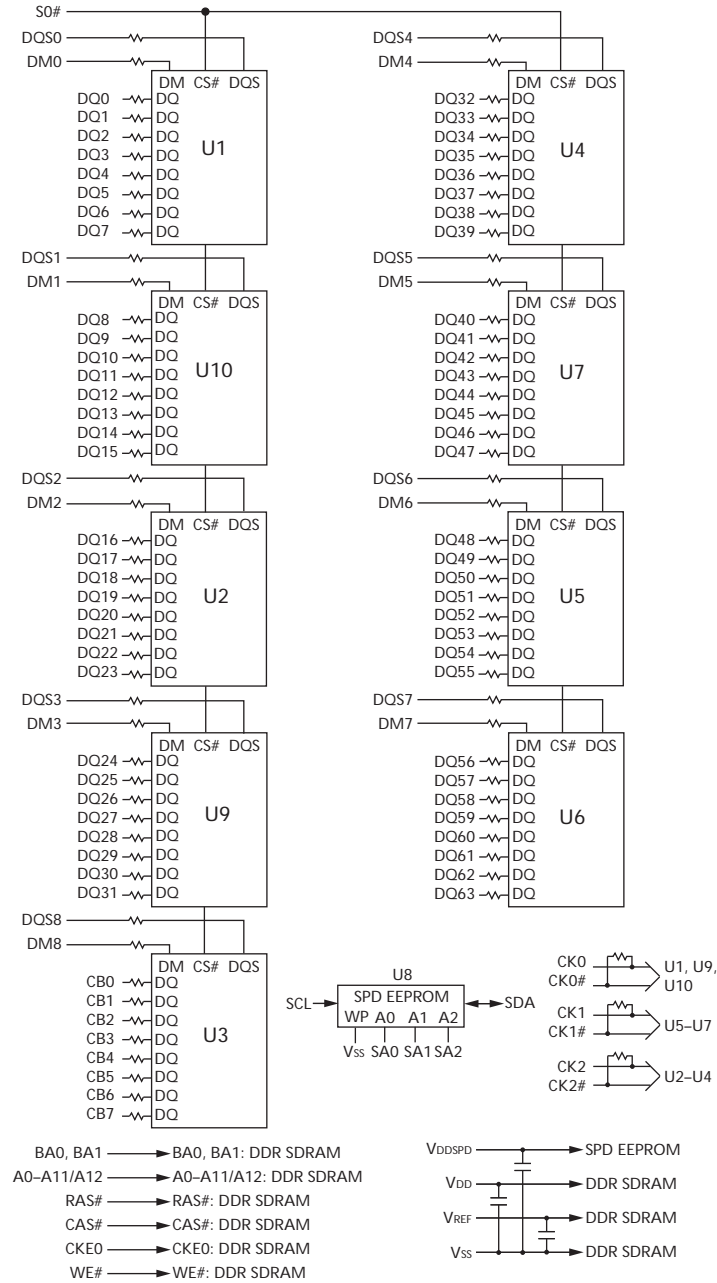 S0#
DQS0
DM0
DM CS# DQS
DQ0 DQ
DQ1 DQ
DQ2 DQ
DQ3 DQ
DQ4 DQ
DQ5 DQ
DQ6 DQ
DQ7 DQ
U1
DQS1
DM1
DM CS# DQS
DQ8 DQ
DQ9 DQ
DQ10 DQ
DQ11 DQ
DQ12 DQ
DQ13 DQ
DQ14 DQ
DQ15 DQ
U10
DQS2
DM2
DM CS# DQS
DQ16 DQ
DQ17 DQ
DQ18 DQ
DQ19 DQ
DQ20 DQ
DQ21 DQ
DQ22 DQ
DQ23 DQ
U2
DQS3
DM3
DM CS# DQS
DQ24 DQ
DQ25 DQ
DQ26 DQ
DQ27 DQ
DQ28 DQ
DQ29 DQ
DQ30 DQ
DQ31 DQ
U9
DQS8
DM8
DM CS# DQS
CB0 DQ
CB1 DQ
CB2 DQ
CB3 DQ
CB4 DQ
CB5 DQ
CB6 DQ
CB7 DQ
U3
DQS4
DM4
DM CS# DQS
DQ32 DQ
DQ33 DQ
DQ34 DQ
DQ35 DQ
DQ36 DQ
DQ37 DQ
DQ38 DQ
DQ39 DQ
U4
DQS5
DM5
DM CS# DQS
DQ40 DQ
DQ41 DQ
DQ42 DQ
DQ43 DQ
DQ44 DQ
DQ45 DQ
DQ46 DQ
DQ47 DQ
U7
DQS6
DM6
DM CS# DQS
DQ48 DQ
DQ49 DQ
DQ50 DQ
DQ51 DQ
DQ52 DQ
DQ53 DQ
DQ54 DQ
DQ55 DQ
U5
DQS7
DM7
DM CS# DQS
DQ56 DQ
DQ57 DQ
DQ58 DQ
DQ59 DQ
DQ60 DQ
DQ61 DQ
DQ62 DQ
DQ63 DQ
U6
U8
SCL SPD EEPROM SDA
WP A0 A1 A2
VSS SA0 SA1 SA2
CK0
CK0#
U1, U9,
U10
CK1
CK1#
U5–U7
CK2
CK2#
U2–U4
BA0, BA1 BA0, BA1: DDR SDRAM
A0–A11/A12 A0–A11/A12: DDR SDRAM
RAS# RAS#: DDR SDRAM
CAS# CAS#: DDR SDRAM
CKE0 CKE0: DDR SDRAM
WE# WE#: DDR SDRAM
VDDSPD SPD EEPROM
VDD DDR SDRAM
VREF DDR SDRAM
VSS DDR SDRAM